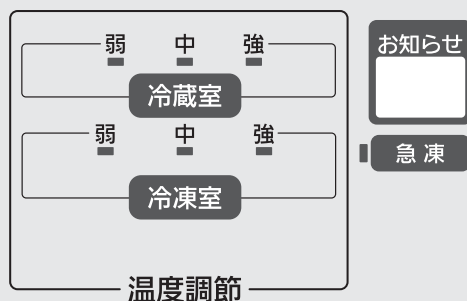 弱 中 強
冷蔵室
弱 中 強
冷凍室
温度調節
お知らせ
急凍